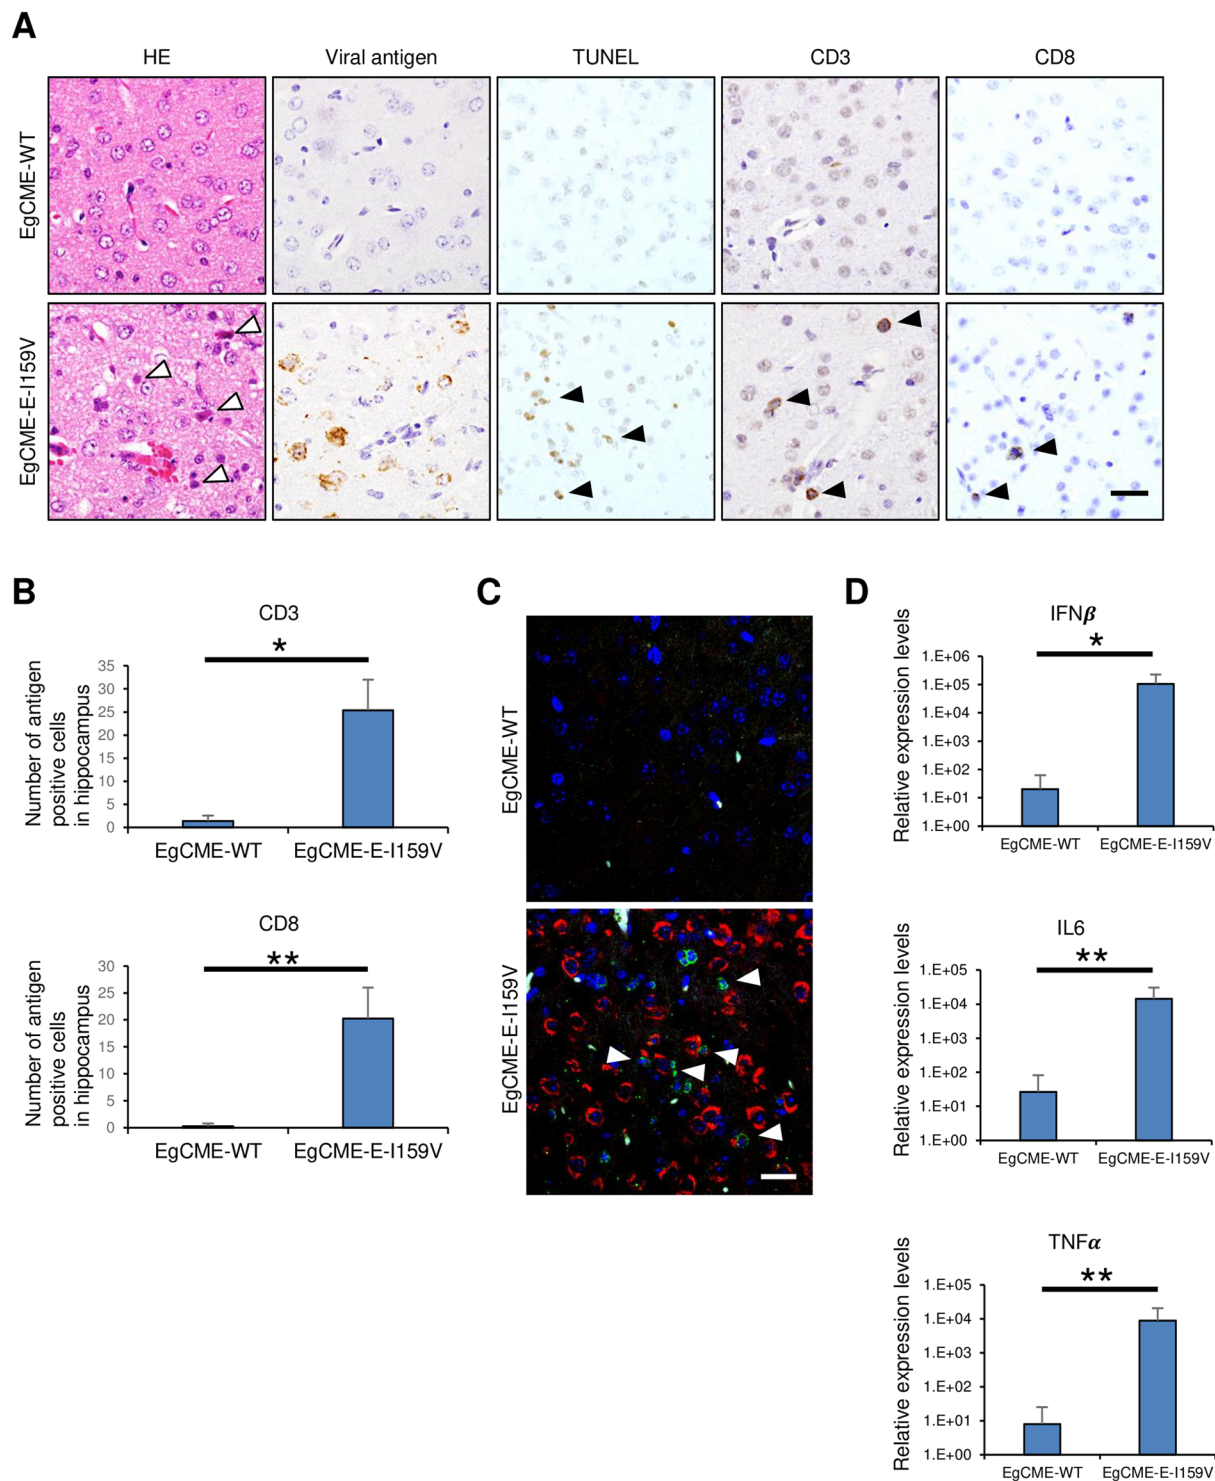 A
HE
Viral antigen
TUNEL
CD3
CD8
EgCME-WT
EgCME-E-I159V
B
CD3
*
Number of antigen
positive cells
in hippocampus
35
30
25
20
15
10
5
0
EgCME-WT
EgCME-E-I159V
CD8
**
Number of antigen
positive cells
in hippocampus
30
25
20
15
10
5
0
EgCME-WT
EgCME-E-I159V
C
EgCME-WT
EgCME-E-I159V
D
IFNβ
*
Relative expression levels
1.E+06
1.E+05
1.E+04
1.E+03
1.E+02
1.E+01
1.E+00
EgCME-WT
EgCME-E-I159V
IL6
**
Relative expression levels
1.E+05
1.E+04
1.E+03
1.E+02
1.E+01
1.E+00
EgCME-WT
EgCME-E-I159V
TNFα
**
Relative expression levels
1.E+05
1.E+04
1.E+03
1.E+02
1.E+01
1.E+00
EgCME-WT
EgCME-E-I159V